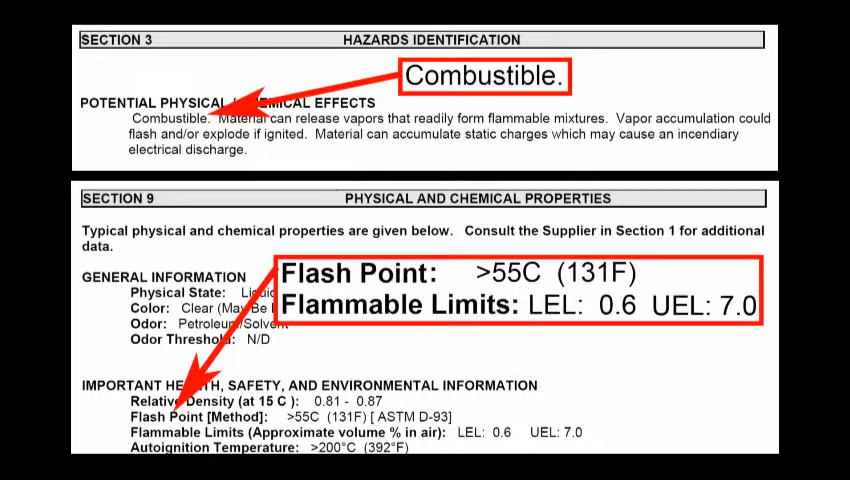 SECTION 3 HAZARDS IDENTIFICATION
Combustible.
POTENTIAL PHYSICAL / CHEMICAL EFFECTS
Combustible. Material can release vapors that readily form flammable mixtures. Vapor accumulation could
flash and/or explode if ignited. Material can accumulate static charges which may cause an incendiary
electrical discharge.
SECTION 9 PHYSICAL AND CHEMICAL PROPERTIES
Typical physical and chemical properties are given below. Consult the Supplier in Section 1 for additional
data.
Flash Point: >55C (131F)
Flammable Limits: LEL: 0.6 UEL: 7.0
GENERAL INFORMATION
Physical State:
Color: Clear (May Be
Odor: Petroleum/Solvent
Odor Threshold: N/D
IMPORTANT HEALTH, SAFETY, AND ENVIRONMENTAL INFORMATION
Relative Density (at 15 C ): 0.81 - 0.87
Flash Point [Method]: >55C (131F) [ ASTM D-93]
Flammable Limits (Approximate volume % in air): LEL: 0.6 UEL: 7.0
Autoignition Temperature: >200°C (392°F)